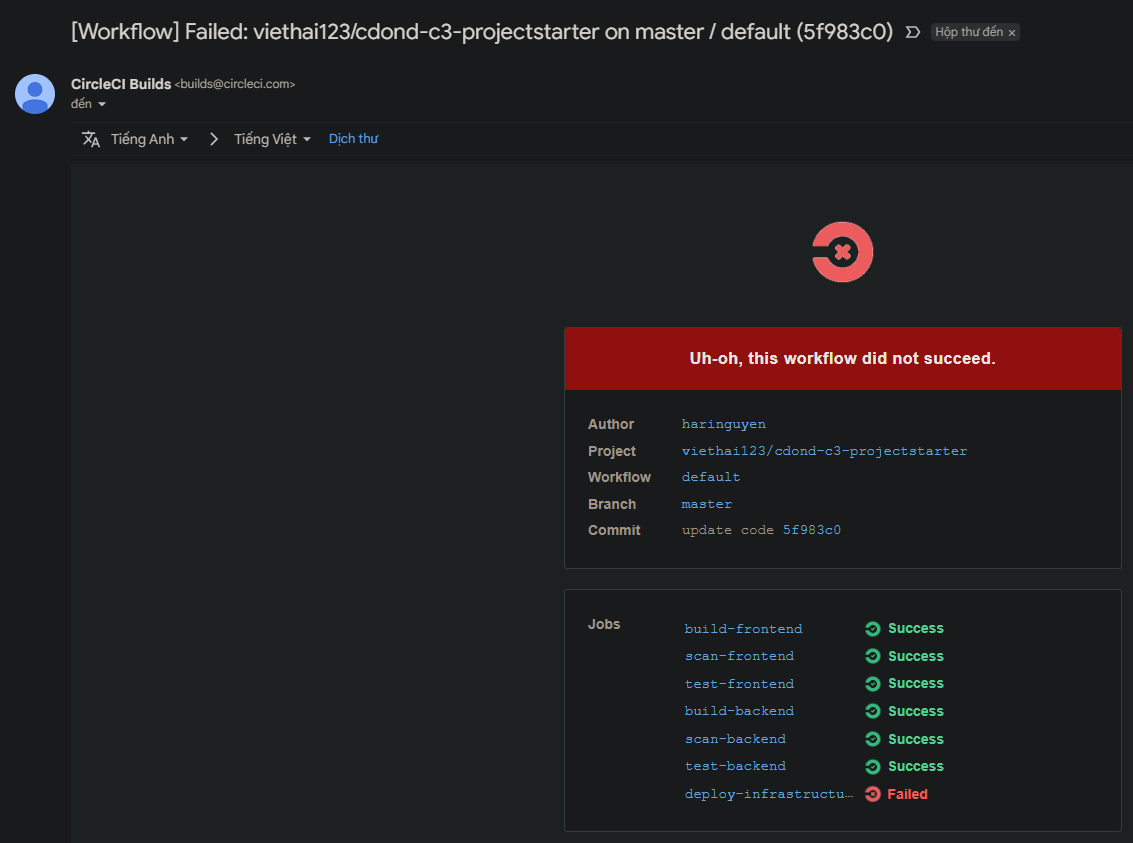 [Workflow] Failed: viethai123/cdond-c3-projectstarter on master / default (5f983c0) Hộp thư đến ×
CircleCI Builds <builds@circleci.com>
đến
Tiếng Anh Tiếng Việt Dịch thư
Uh-oh, this workflow did not succeed.
Author haringuyen
Project viethai123/cdond-c3-projectstarter
Workflow default
Branch master
Commit update code 5f983c0
Jobs build-frontend Success
scan-frontend Success
test-frontend Success
build-backend Success
scan-backend Success
test-backend Success
deploy-infrastructu… Failed